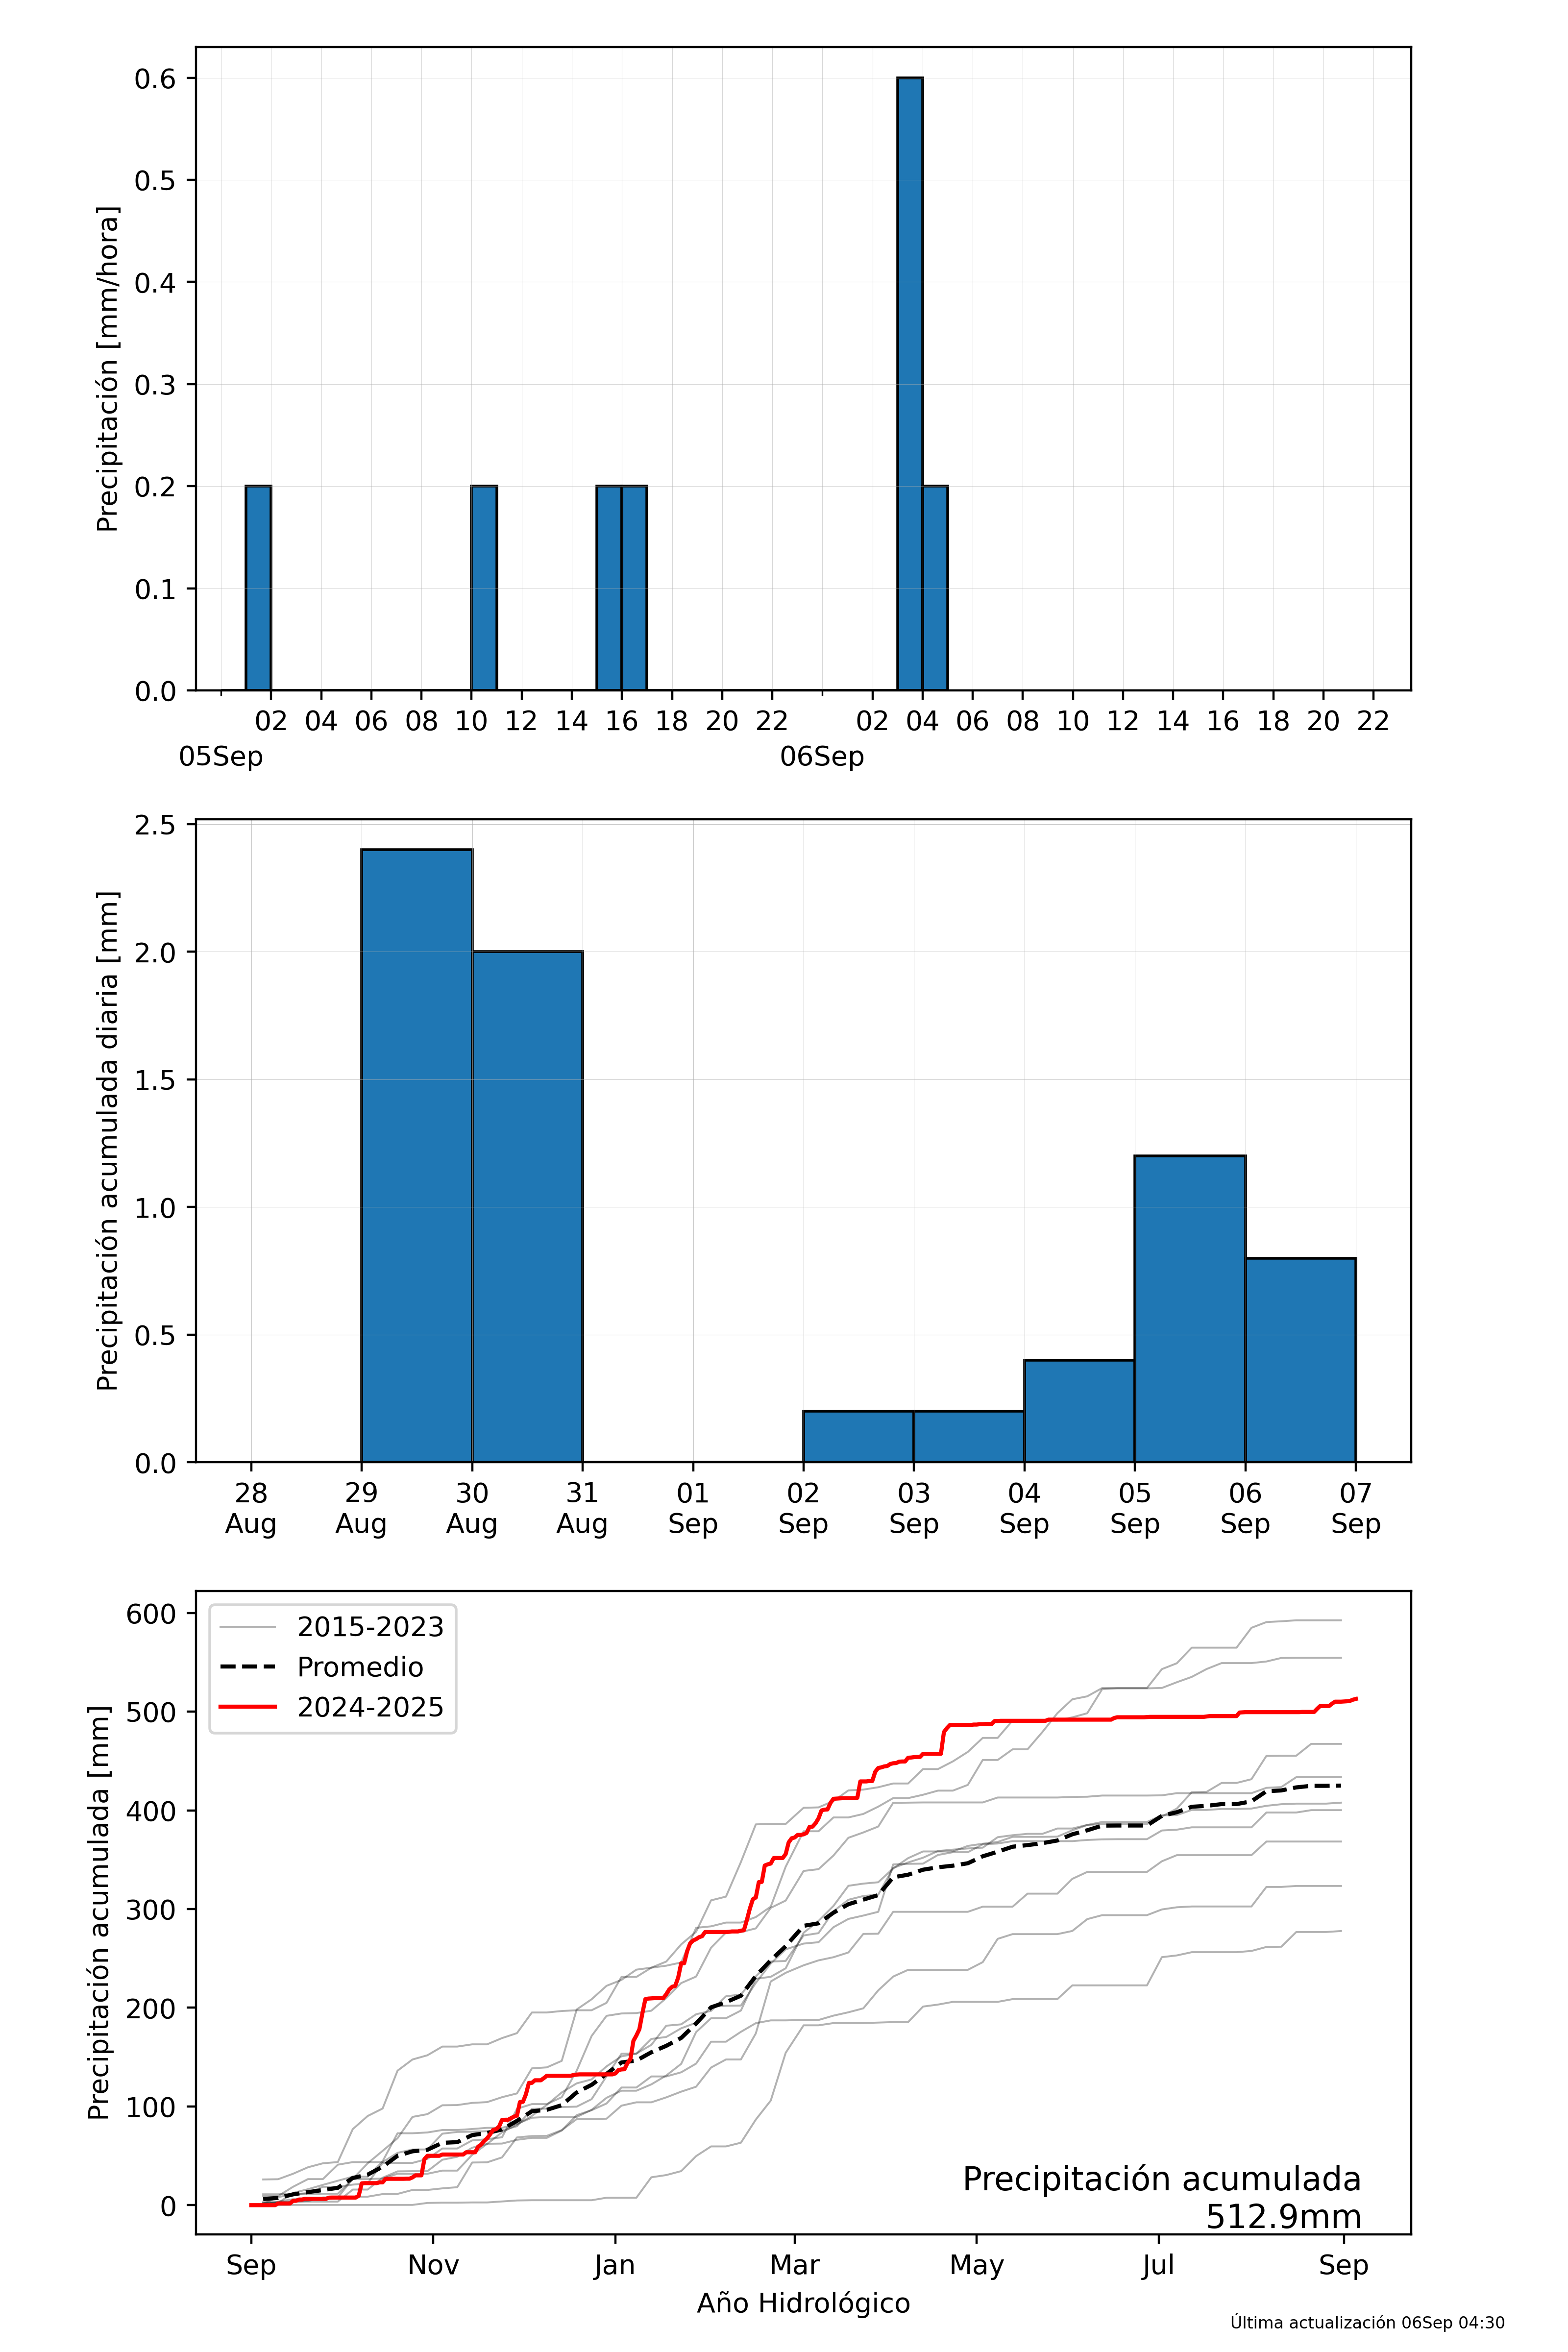 Precipitación [mm/hora]
0.6
0.5
0.4
0.3
0.2
0.1
0.0
02 04 06 08 10 12 14 16 18 20 22 02 04 06 08 10 12 14 16 18 20 22
05Sep 06Sep
Precipitación acumulada diaria [mm]
2.5
2.0
1.5
1.0
0.5
0.0
28 29 30 31 01 02 03 04 05 06 07
Aug Aug Aug Aug Sep Sep Sep Sep Sep Sep Sep
Precipitación acumulada [mm]
600
500
400
300
200
100
0
2015-2023
Promedio
2024-2025
Precipitación acumulada
512.9mm
Sep Nov Jan Mar May Jul Sep
Año Hidrológico
Última actualización 06Sep 04:30